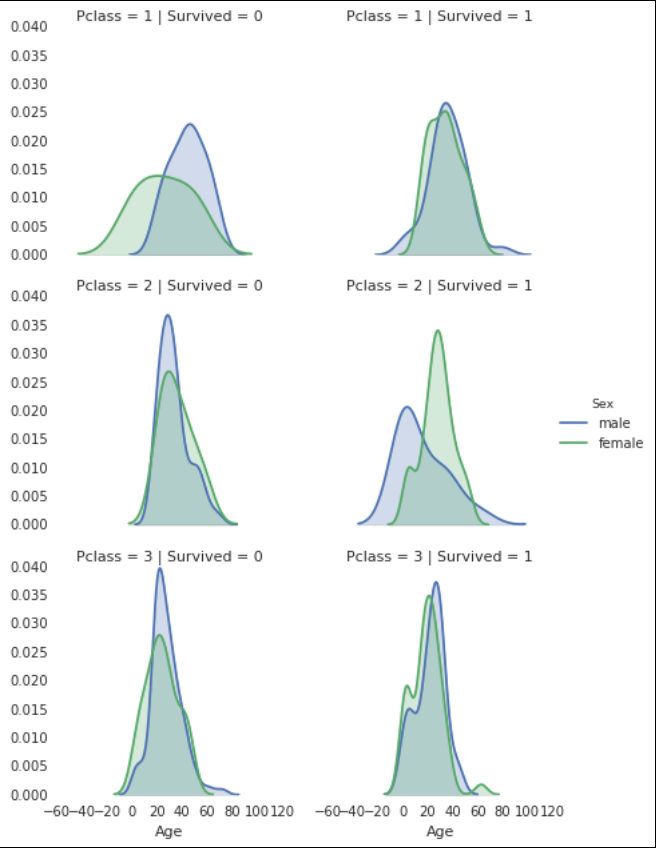 Pclass = 1 | Survived = 0
Pclass = 1 | Survived = 1
0.040
0.035
0.030
0.025
0.020
0.015
0.010
0.005
0.000
Pclass = 2 | Survived = 0
Pclass = 2 | Survived = 1
0.040
0.035
0.030
0.025
0.020
0.015
0.010
0.005
0.000
Sex
male
female
Pclass = 3 | Survived = 0
Pclass = 3 | Survived = 1
0.040
0.035
0.030
0.025
0.020
0.015
0.010
0.005
0.000
−60−40−20 0 20 40 60 80 100120
−60−40−20 0 20 40 60 80 100120
Age
Age